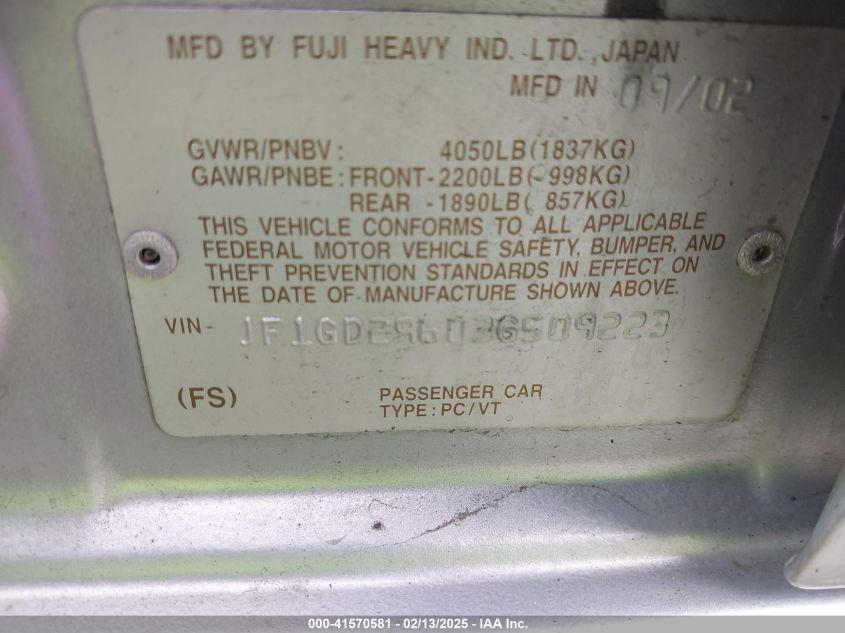 MFD BY FUJI HEAVY IND. LTD., JAPAN
MFD IN 09/02
GVWR/PNBV: 4050LB(1837KG)
GAWR/PNBE: FRONT-2200LB( 998KG)
REAR -1890LB( 857KG)
THIS VEHICLE CONFORMS TO ALL APPLICABLE
FEDERAL MOTOR VEHICLE SAFETY, BUMPER, AND
THEFT PREVENTION STANDARDS IN EFFECT ON
THE DATE OF MANUFACTURE SHOWN ABOVE.
VIN- JF1GD29603G509223
(FS) PASSENGER CAR
TYPE: PC/VT
000-41570581 - 02/13/2025 - IAA Inc.